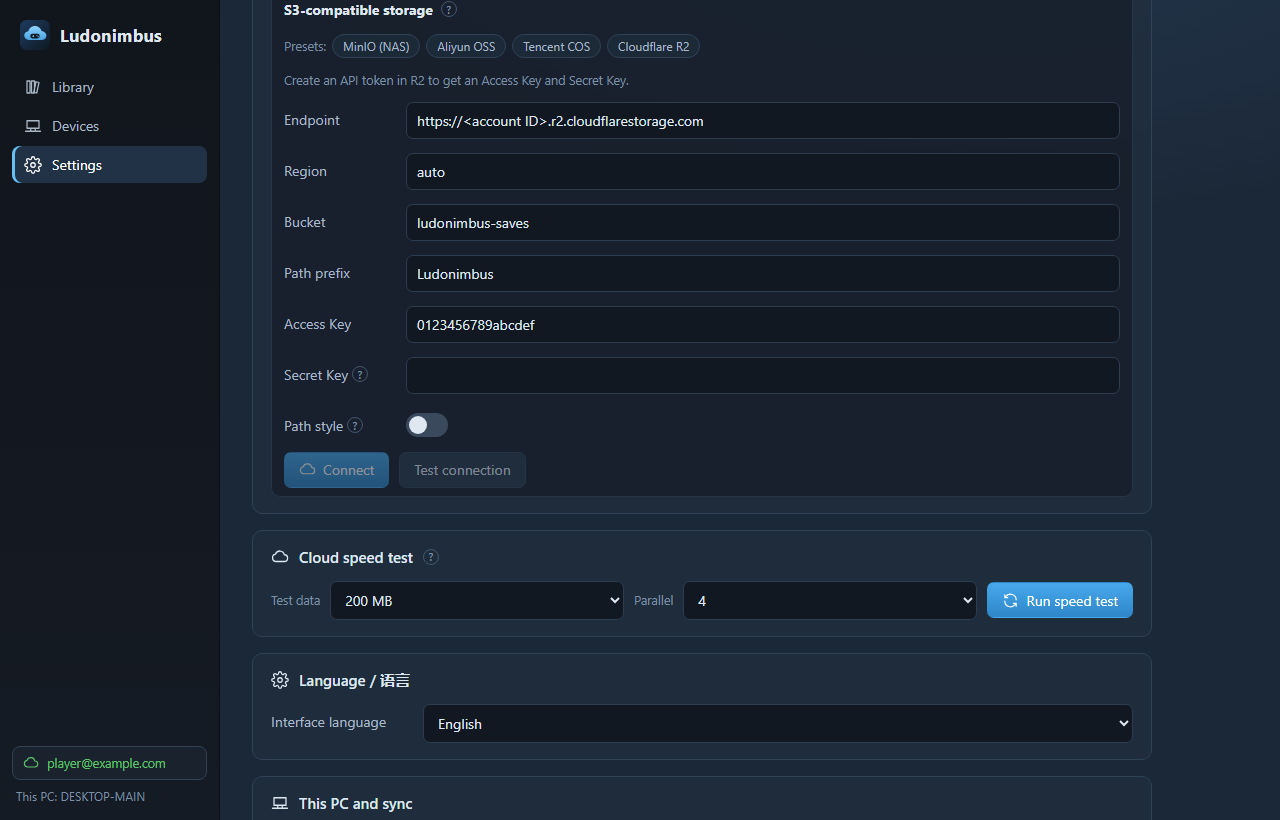 Ludonimbus
Library
Devices
Settings
player@example.com
This PC: DESKTOP-MAIN
S3-compatible storage ?
Presets: MinIO (NAS) Aliyun OSS Tencent COS Cloudflare R2
Create an API token in R2 to get an Access Key and Secret Key.
Endpoint https://<account ID>.r2.cloudflarestorage.com
Region auto
Bucket ludonimbus-saves
Path prefix Ludonimbus
Access Key 0123456789abcdef
Secret Key ?
Path style ?
Connect Test connection
Cloud speed test ?
Test data 200 MB Parallel 4 Run speed test
Language / 语言
Interface language English
This PC and sync